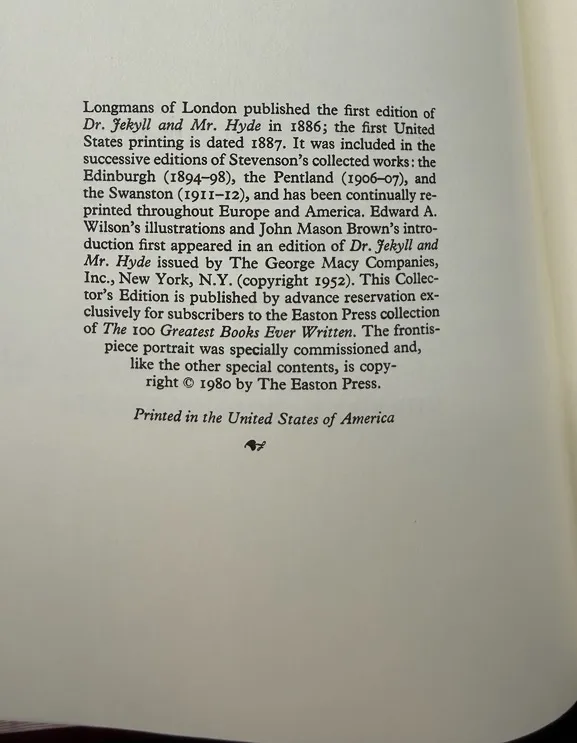 Longmans of London published the first edition of
Dr. Jekyll and Mr. Hyde in 1886; the first United
States printing is dated 1887. It was included in the
successive editions of Stevenson's collected works: the
Edinburgh (1894–98), the Pentland (1906–07), and
the Swanston (1911–12), and has been continually re-
printed throughout Europe and America. Edward A.
Wilson's illustrations and John Mason Brown's intro-
duction first appeared in an edition of Dr. Jekyll and
Mr. Hyde issued by The George Macy Companies,
Inc., New York, N.Y. (copyright 1952). This Collec-
tor's Edition is published by advance reservation ex-
clusively for subscribers to the Easton Press collection
of The 100 Greatest Books Ever Written. The frontis-
piece portrait was specially commissioned and,
like the other special contents, is copy-
right © 1980 by The Easton Press.
Printed in the United States of America